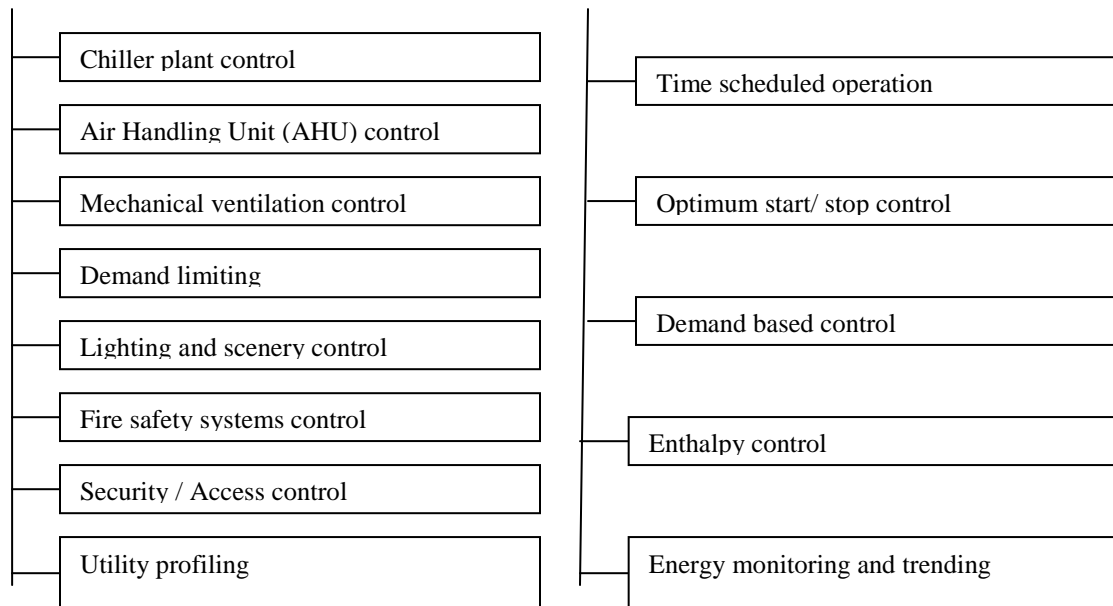 Chiller plant control
Air Handling Unit (AHU) control
Mechanical ventilation control
Demand limiting
Lighting and scenery control
Fire safety systems control
Security / Access control
Utility profiling
Time scheduled operation
Optimum start/ stop control
Demand based control
Enthalpy control
Energy monitoring and trending